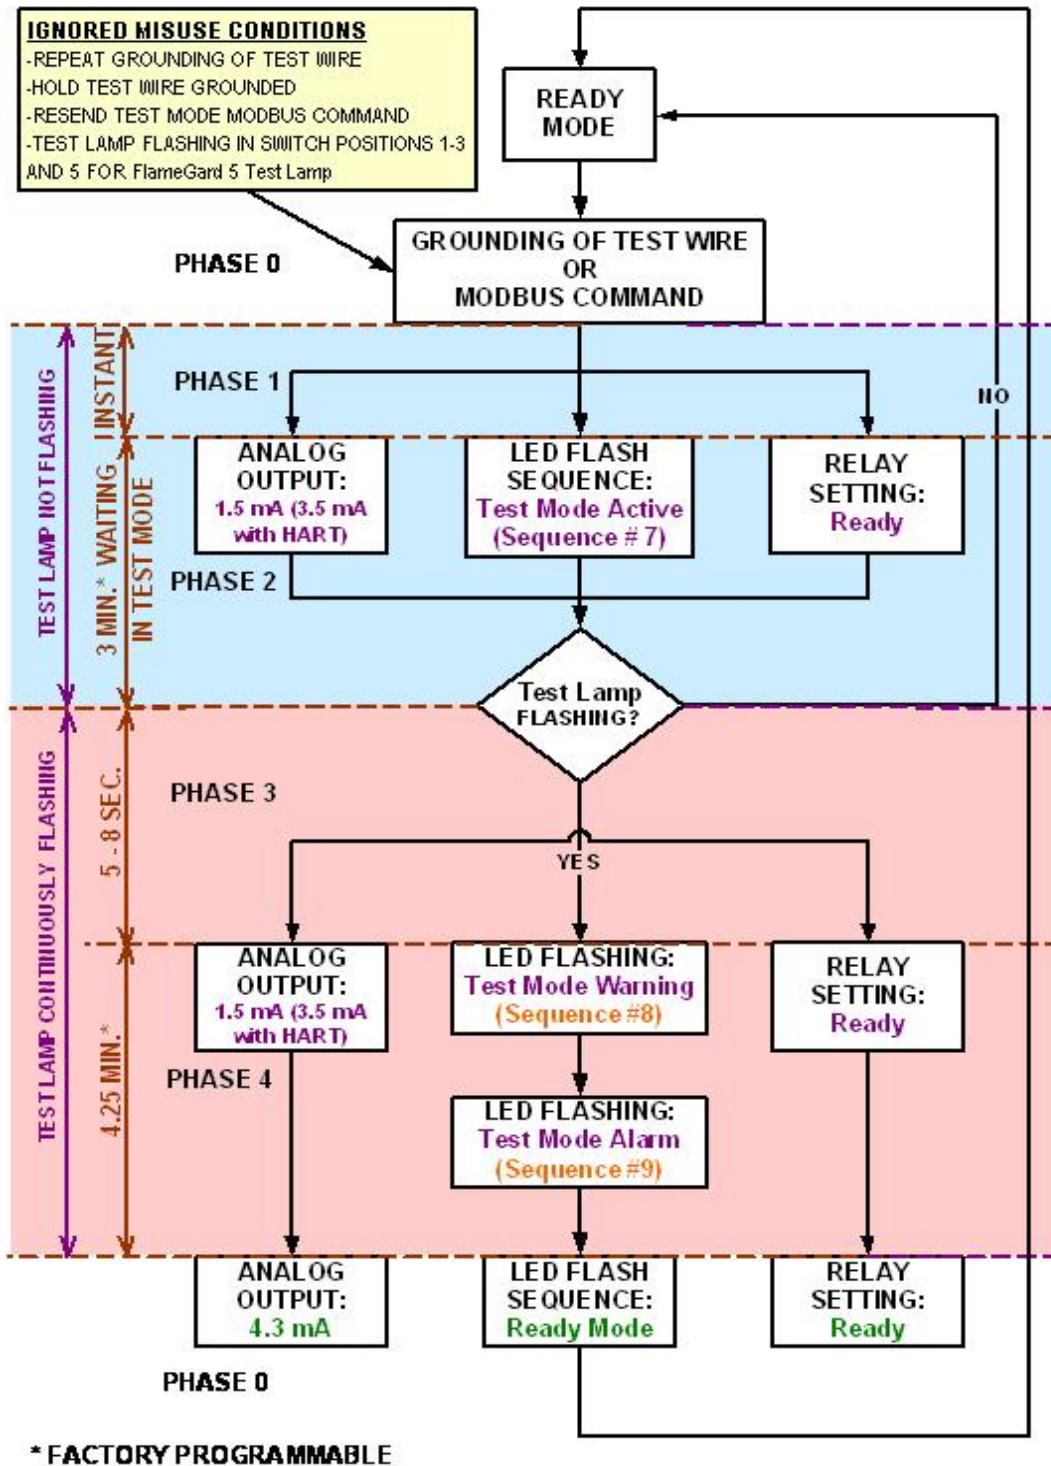 IGNORED MISUSE CONDITIONS
-REPEAT GROUNDING OF TEST WIRE
-HOLD TEST WIRE GROUNDED
-RESEND TEST MODE MODBUS COMMAND
-TEST LAMP FLASHING IN SWITCH POSITIONS 1-3
AND 5 FOR FlameGard 5 Test Lamp
READY
MODE
PHASE 0
GROUNDING OF TEST WIRE
OR
MODBUS COMMAND
TEST LAMP NOT FLASHING
INSTANT
PHASE 1
NO
3 MIN.* WAITING
IN TEST MODE
ANALOG
OUTPUT:
1.5 mA (3.5 mA
with HART)
LED FLASH
SEQUENCE:
Test Mode Active
(Sequence # 7)
RELAY
SETTING:
Ready
PHASE 2
Test Lamp
FLASHING?
TEST LAMP CONTINUOUSLY FLASHING
5 - 8 SEC.
PHASE 3
YES
4.25 MIN.*
ANALOG
OUTPUT:
1.5 mA (3.5 mA
with HART)
LED FLASHING:
Test Mode Warning
(Sequence #8)
RELAY
SETTING:
Ready
PHASE 4
LED FLASHING:
Test Mode Alarm
(Sequence #9)
ANALOG
OUTPUT:
4.3 mA
LED FLASH
SEQUENCE:
Ready Mode
RELAY
SETTING:
Ready
PHASE 0
* FACTORY PROGRAMMABLE